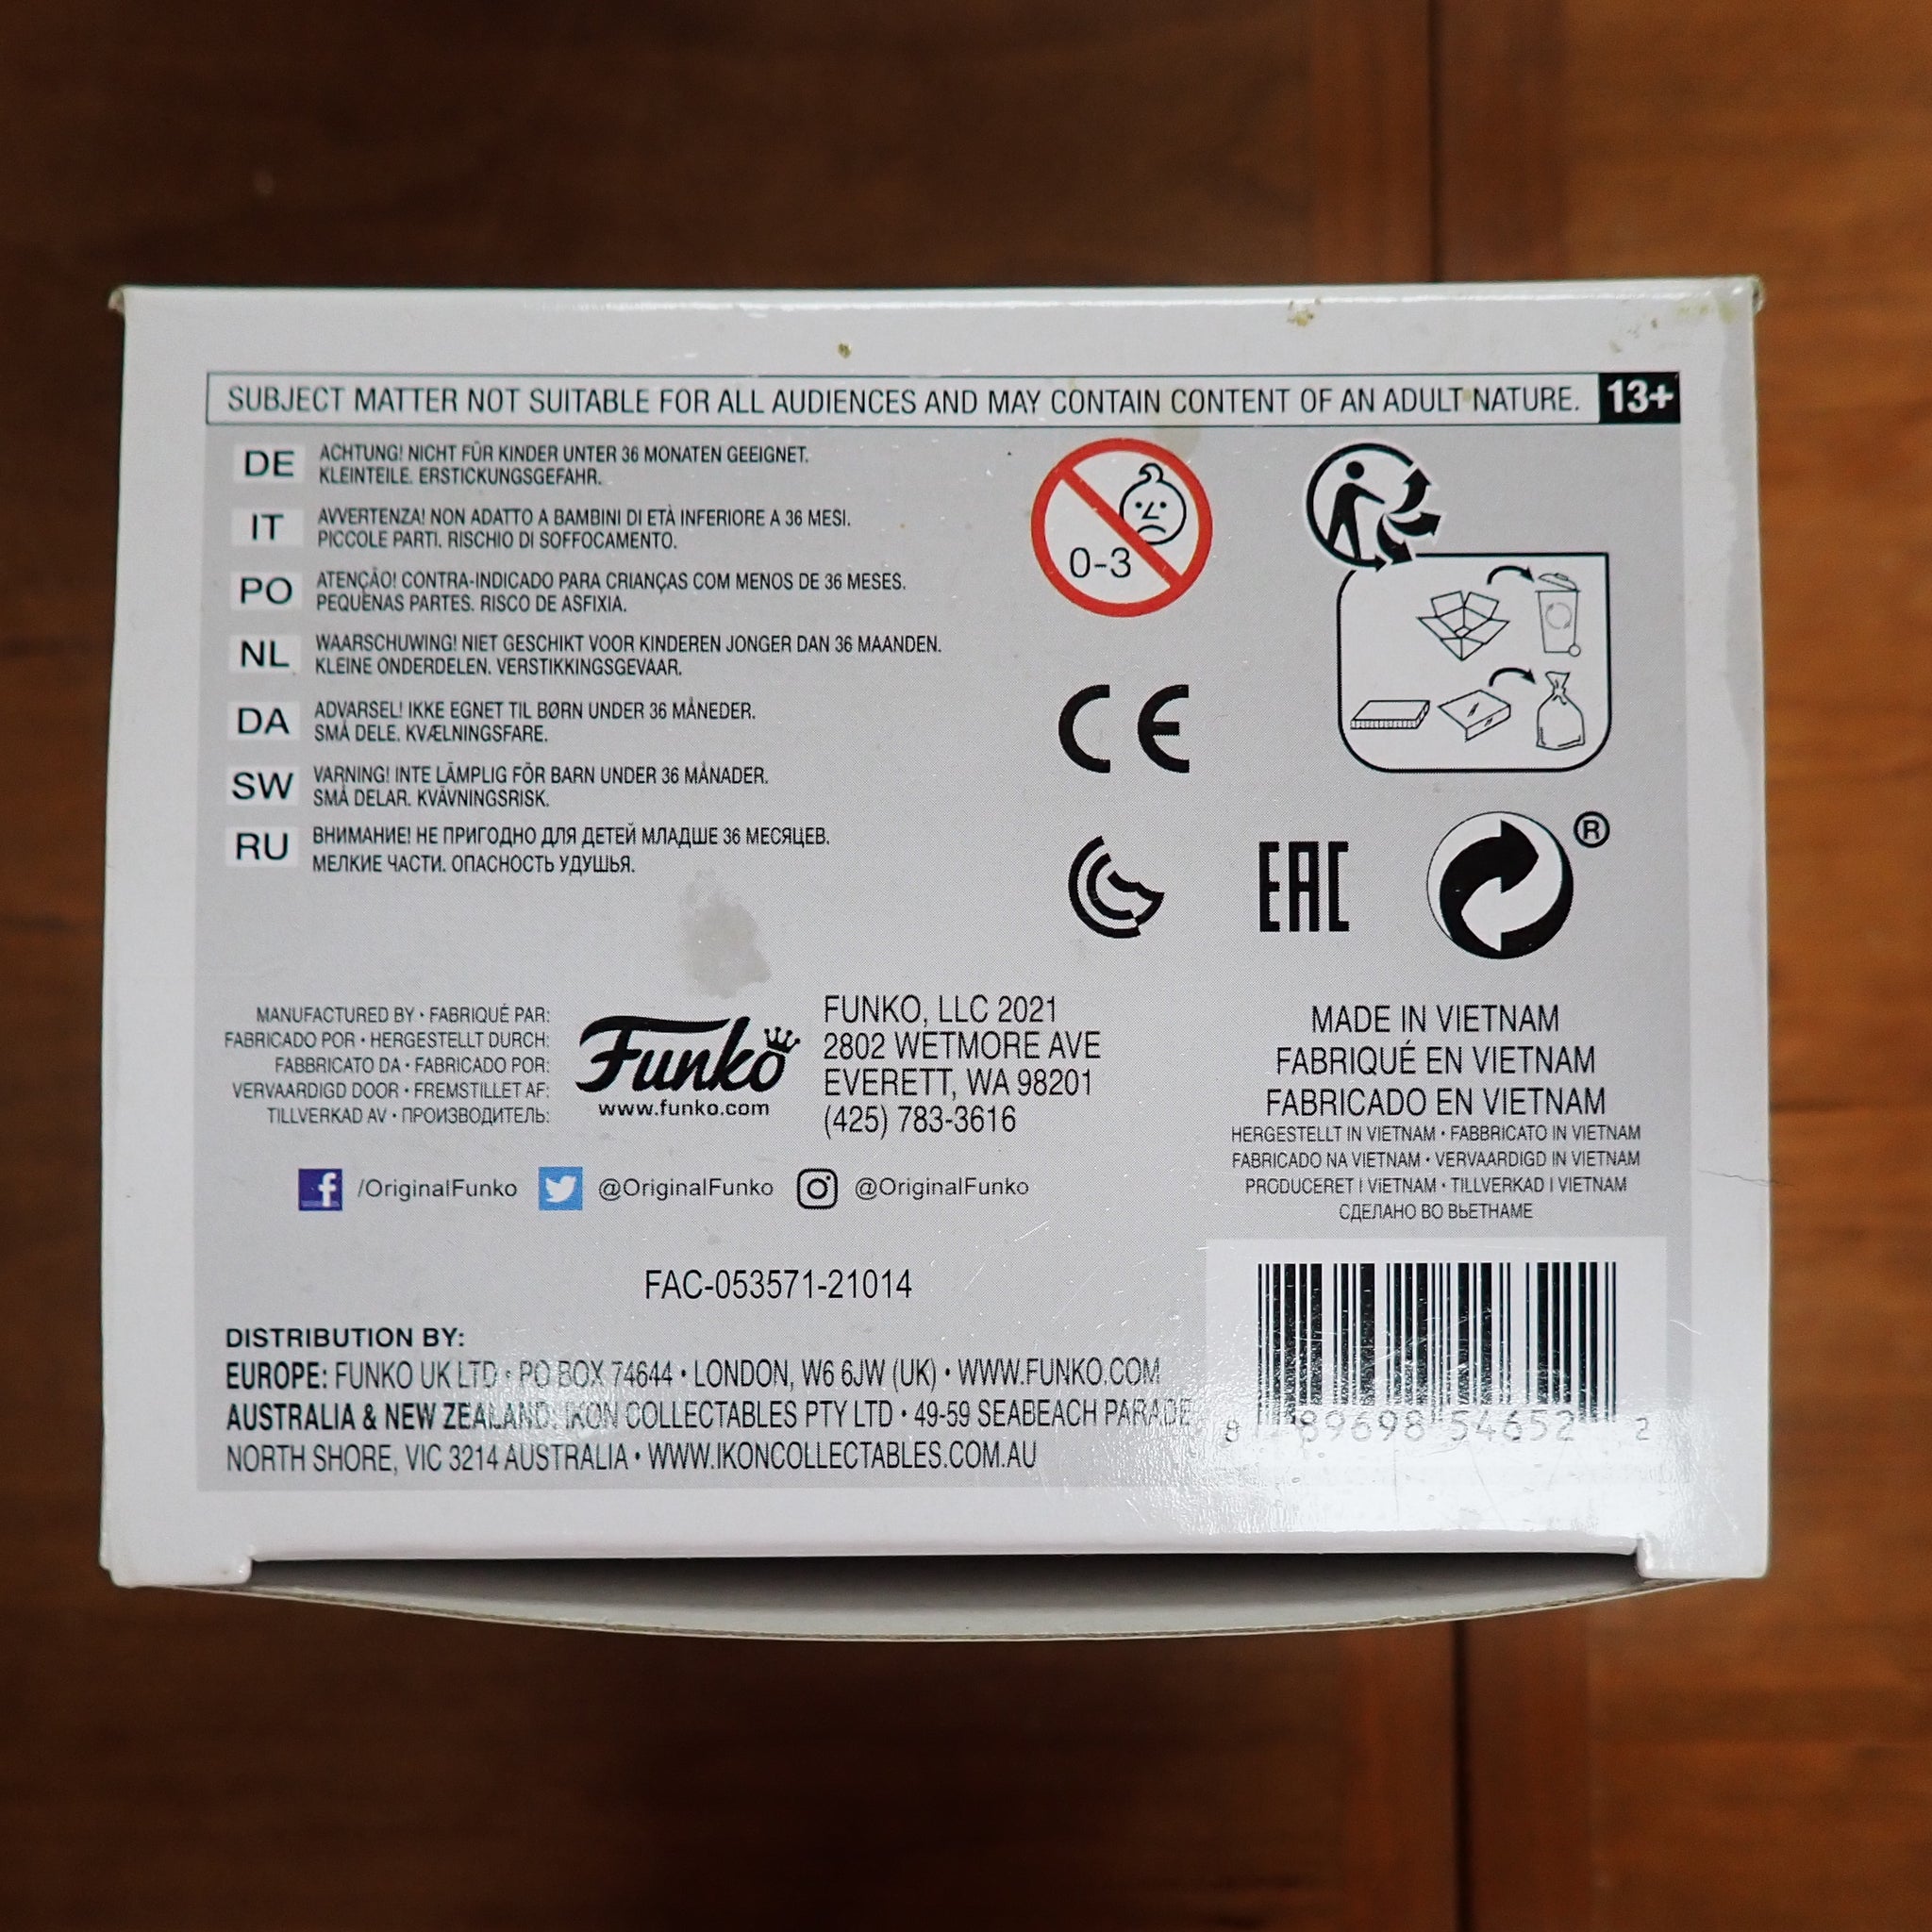 SUBJECT MATTER NOT SUITABLE FOR ALL AUDIENCES AND MAY CONTAIN CONTENT OF AN ADULT NATURE. 13+
DE ACHTUNG! NICHT FÜR KINDER UNTER 36 MONATEN GEEIGNET.
KLEINTEILE. ERSTICKUNGSGEFAHR.
IT AVVERTENZA! NON ADATTO A BAMBINI DI ETÀ INFERIORE A 36 MESI.
PICCOLE PARTI. RISCHIO DI SOFFOCAMENTO.
PO ATENÇÃO! CONTRA-INDICADO PARA CRIANÇAS COM MENOS DE 36 MESES.
PEQUENAS PARTES. RISCO DE ASFIXIA.
NL WAARSCHUWING! NIET GESCHIKT VOOR KINDEREN JONGER DAN 36 MAANDEN.
KLEINE ONDERDELEN. VERSTIKKINGSGEVAAR.
DA ADVARSEL! IKKE EGNET TIL BØRN UNDER 36 MÅNEDER.
SMÅ DELE. KVÆLNINGSFARE.
SW VARNING! INTE LÄMPLIG FÖR BARN UNDER 36 MÅNADER.
SMÅ DELAR. KVÄVNINGSRISK.
RU ВНИМАНИЕ! НЕ ПРИГОДНО ДЛЯ ДЕТЕЙ МЛАДШЕ 36 МЕСЯЦЕВ.
МЕЛКИЕ ЧАСТИ. ОПАСНОСТЬ УДУШЬЯ.
0-3
CE
EAC
®
MANUFACTURED BY • FABRIQUÉ PAR:
FABRICADO POR • HERGESTELLT DURCH:
FABBRICATO DA • FABRICADO POR:
VERVAARDIGD DOOR • FREMSTILLET AF:
TILLVERKAD AV • ПРОИЗВОДИТЕЛЬ:
Funko
www.funko.com
FUNKO, LLC 2021
2802 WETMORE AVE
EVERETT, WA 98201
(425) 783-3616
MADE IN VIETNAM
FABRIQUÉ EN VIETNAM
FABRICADO EN VIETNAM
HERGESTELLT IN VIETNAM • FABBRICATO IN VIETNAM
FABRICADO NA VIETNAM • VERVAARDIGD IN VIETNAM
PRODUCERET I VIETNAM • TILLVERKAD I VIETNAM
СДЕЛАНО ВО ВЬЕТНАМЕ
f /OriginalFunko @OriginalFunko @OriginalFunko
FAC-053571-21014
DISTRIBUTION BY:
EUROPE: FUNKO UK LTD • PO BOX 74644 • LONDON, W6 6JW (UK) • WWW.FUNKO.COM
AUSTRALIA & NEW ZEALAND: IKON COLLECTABLES PTY LTD • 49-59 SEABEACH PARADE
NORTH SHORE, VIC 3214 AUSTRALIA • WWW.IKONCOLLECTABLES.COM.AU
8 89698 54652 2